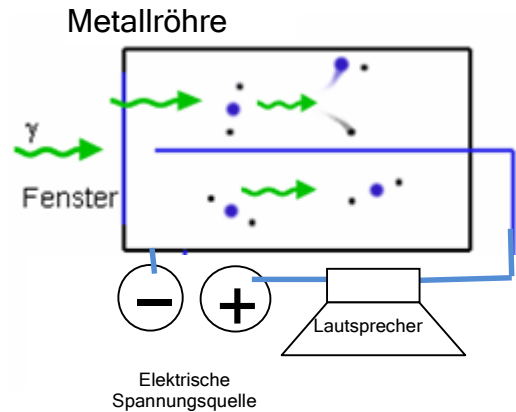 Metallröhre
γ
Fenster
− +
Lautsprecher
Elektrische
Spannungsquelle